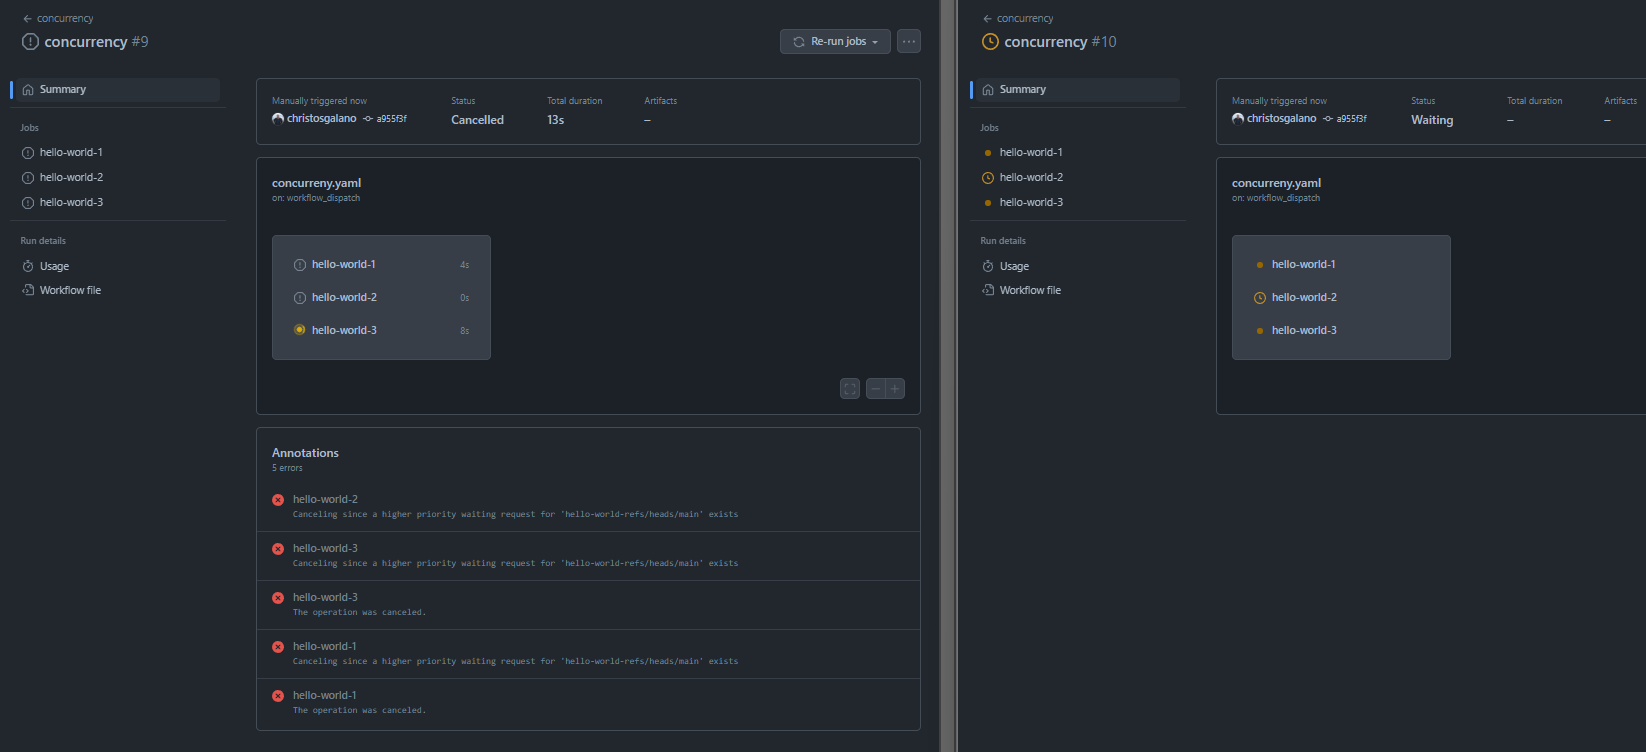 ← concurrency
concurrency #9
Re-run jobs
...
Summary
Jobs
hello-world-1
hello-world-2
hello-world-3
Run details
Usage
Workflow file
Manually triggered now
christosgalano a955f3f
Status
Cancelled
Total duration
13s
Artifacts
–
concurreny.yaml
on: workflow_dispatch
hello-world-1 4s
hello-world-2 0s
hello-world-3 8s
Annotations
5 errors
hello-world-2
Canceling since a higher priority waiting request for 'hello-world-refs/heads/main' exists
hello-world-3
Canceling since a higher priority waiting request for 'hello-world-refs/heads/main' exists
hello-world-3
The operation was canceled.
hello-world-1
Canceling since a higher priority waiting request for 'hello-world-refs/heads/main' exists
hello-world-1
The operation was canceled.
← concurrency
concurrency #10
Summary
Jobs
hello-world-1
hello-world-2
hello-world-3
Run details
Usage
Workflow file
Manually triggered now
christosgalano a955f3f
Status
Waiting
Total duration
–
Artifacts
–
concurreny.yaml
on: workflow_dispatch
hello-world-1
hello-world-2
hello-world-3